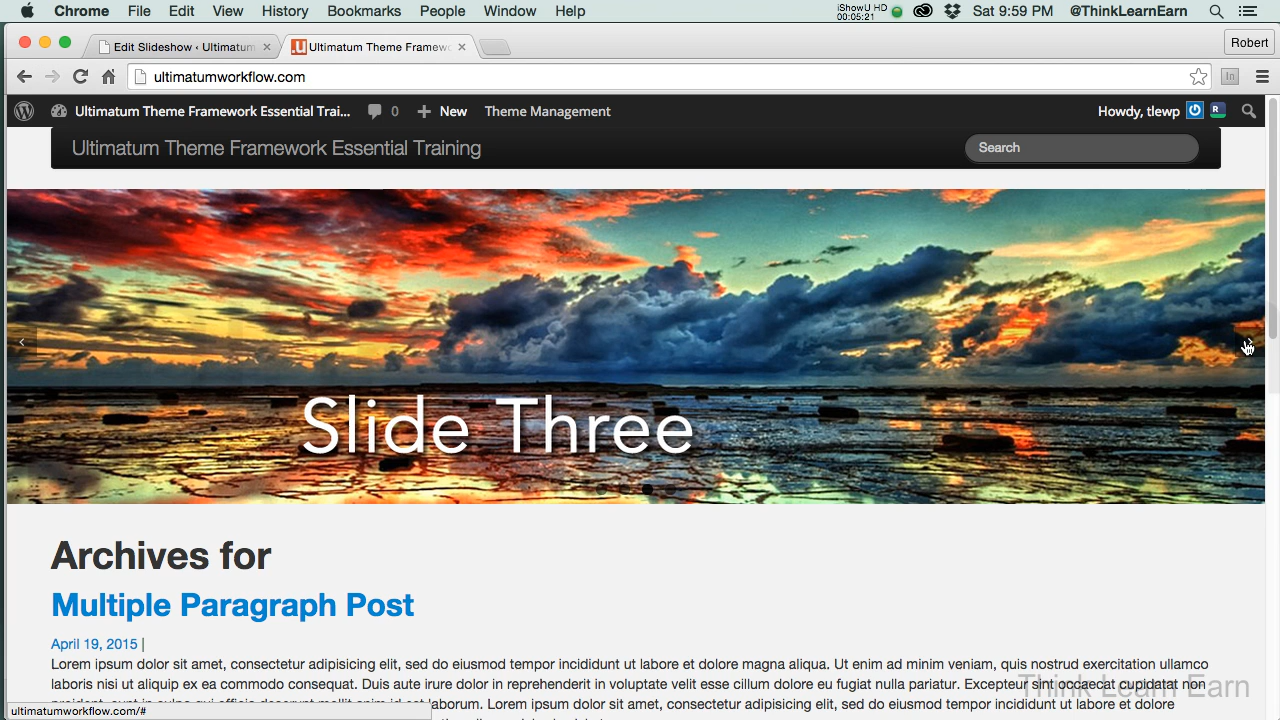 Chrome File Edit View History Bookmarks People Window Help iShowU HD 00:05:21 Sat 9:59 PM @ThinkLearnEarn
Edit Slideshow ‹ Ultimatum × Ultimatum Theme Framewo × Robert
ultimatumworkflow.com
Ultimatum Theme Framework Essential Trai... 0 + New Theme Management Howdy, tlewp
Ultimatum Theme Framework Essential Training Search
Slide Three
Archives for
Multiple Paragraph Post
April 19, 2015 |
Lorem ipsum dolor sit amet, consectetur adipisicing elit, sed do eiusmod tempor incididunt ut labore et dolore magna aliqua. Ut enim ad minim veniam, quis nostrud exercitation ullamco
laboris nisi ut aliquip ex ea commodo consequat. Duis aute irure dolor in reprehenderit in voluptate velit esse cillum dolore eu fugiat nulla pariatur. Excepteur sint occaecat cupidatat non
laborum. Lorem ipsum dolor sit amet, consectetur adipisicing elit, sed do eiusmod tempor incididunt ut labore et dolore
Think Learn Earn
ultimatumworkflow.com/#